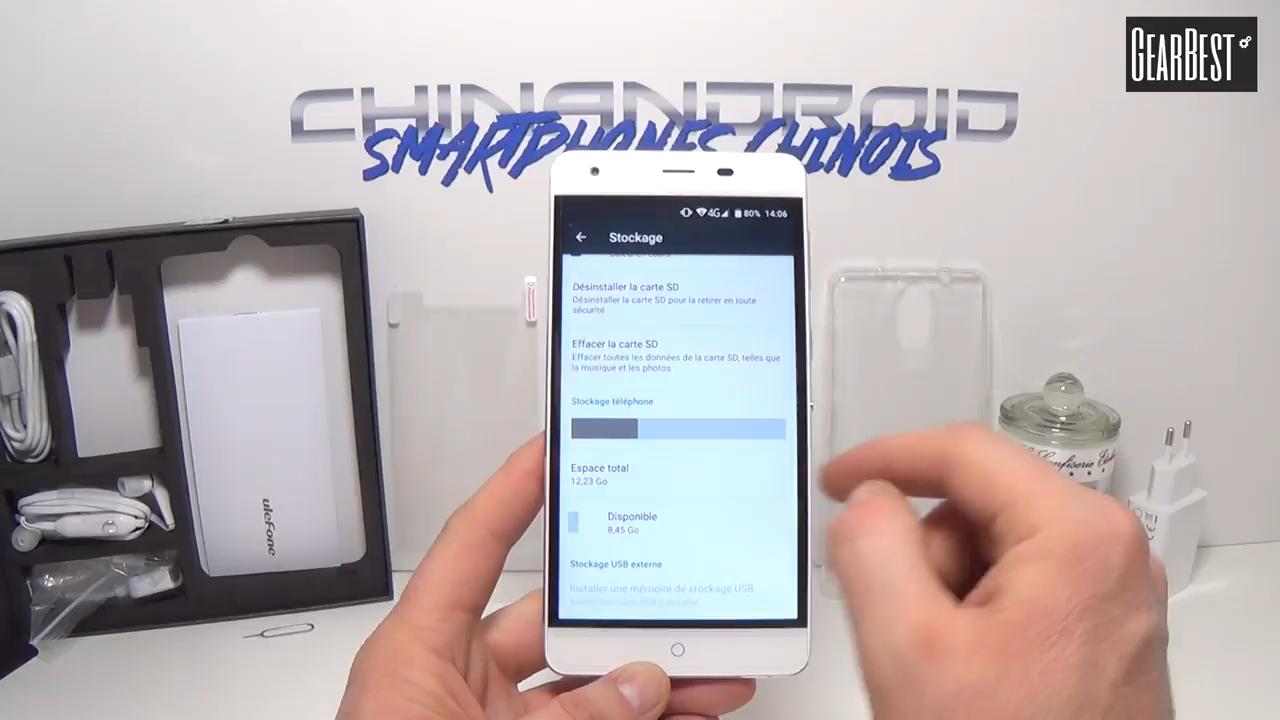 GEARBEST
CHINANDROID
SMARTPHONES CHINOIS
4G 80% 14:06
Stockage
Désinstaller la carte SD
Désinstaller la carte SD pour la retirer en toute
sécurité
Effacer la carte SD
Effacer toutes les données de la carte SD, telles que
la musique et les photos
Stockage téléphone
Espace total
12,23 Go
Disponible
8,45 Go
Stockage USB externe
Installer une mémoire de stockage USB
ulefone
Confiserie